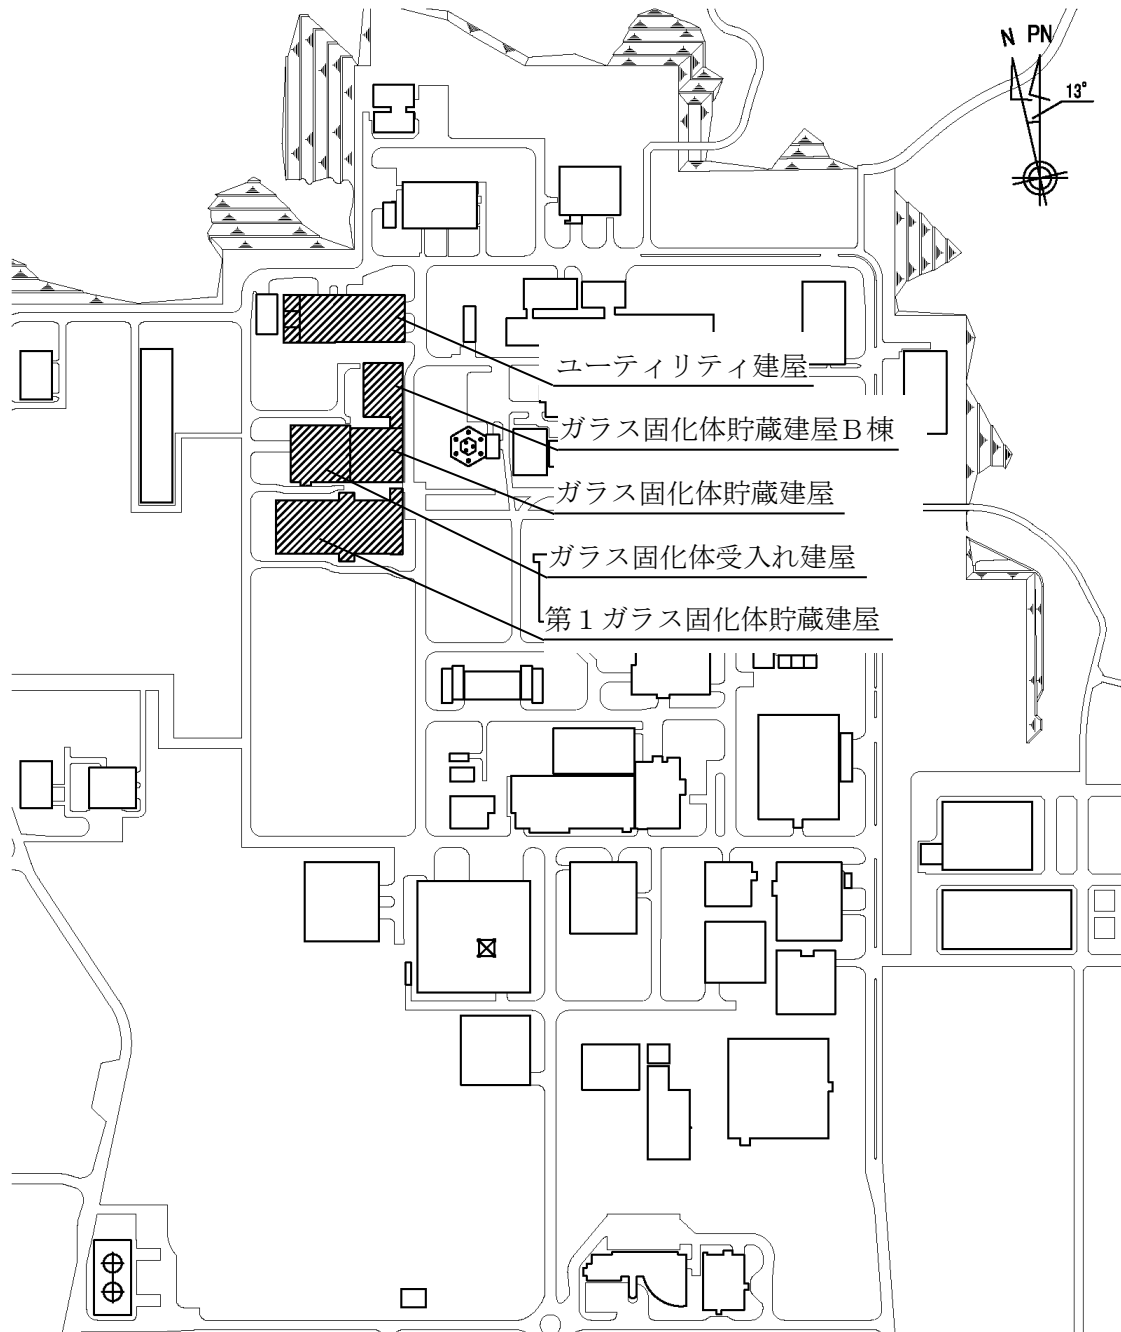 N PN
13°
ユーティリティ建屋
ガラス固化体貯蔵建屋Ｂ棟
ガラス固化体貯蔵建屋
ガラス固化体受入れ建屋
第１ガラス固化体貯蔵建屋